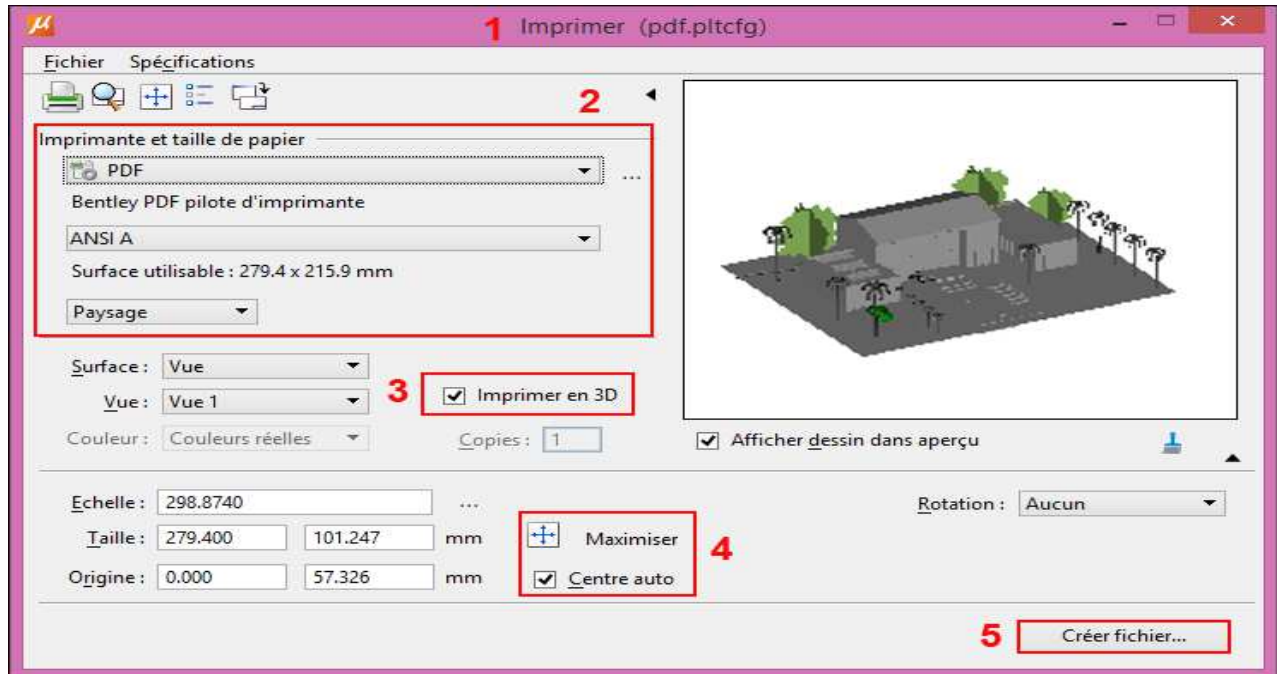 1 Imprimer (pdf.pltcfg)
Fichier Spécifications
2
Imprimante et taille de papier
PDF ...
Bentley PDF pilote d'imprimante
ANSI A
Surface utilisable : 279.4 x 215.9 mm
Paysage
Surface : Vue
3 Imprimer en 3D
Vue : Vue 1
Couleur : Couleurs réelles Copies : 1 Afficher dessin dans aperçu
Echelle : 298.8740 ... Rotation : Aucun
Taille : 279.400 101.247 mm Maximiser 4
Origine : 0.000 57.326 mm Centre auto
5 Créer fichier...